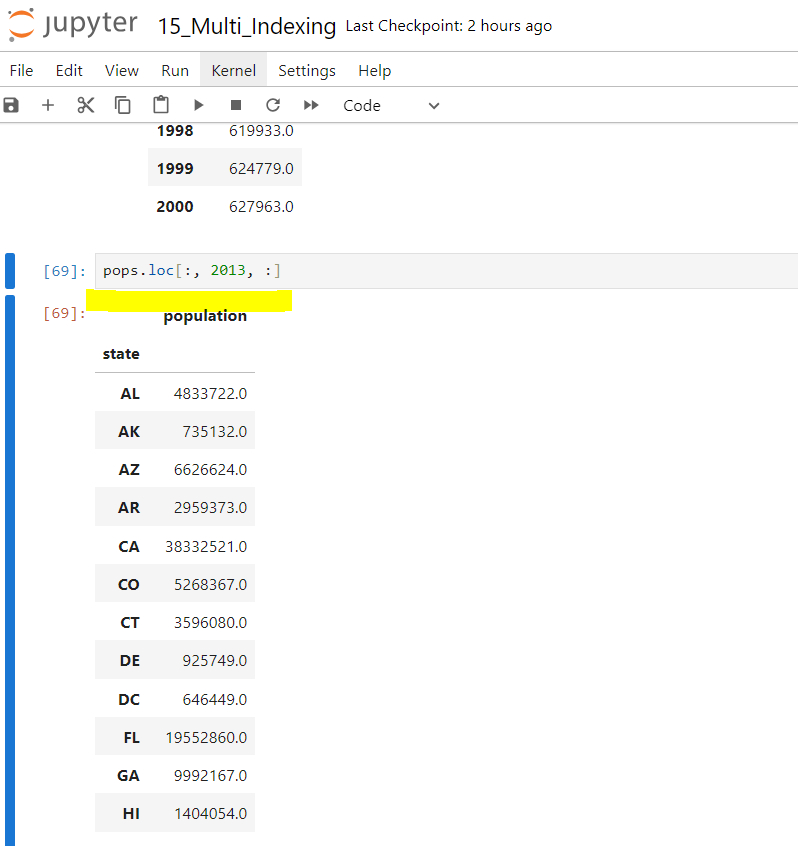 jupyter 15_Multi_Indexing Last Checkpoint: 2 hours ago
File Edit View Run Kernel Settings Help
Code
1998 619933.0
1999 624779.0
2000 627963.0
[69]: pops.loc[:, 2013, :]
[69]: population
state
AL 4833722.0
AK 735132.0
AZ 6626624.0
AR 2959373.0
CA 38332521.0
CO 5268367.0
CT 3596080.0
DE 925749.0
DC 646449.0
FL 19552860.0
GA 9992167.0
HI 1404054.0